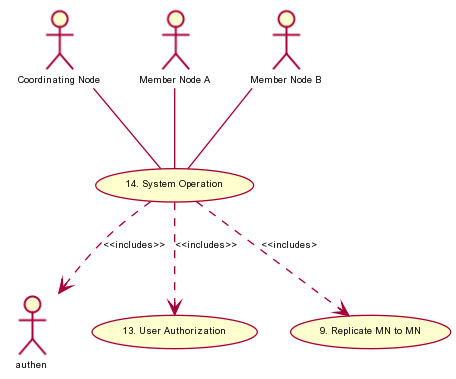 Coordinating Node
Member Node A
Member Node B
14. System Operation
<<includes>>
<<includes>>
<<includes>
13. User Authorization
9. Replicate MN to MN
authen